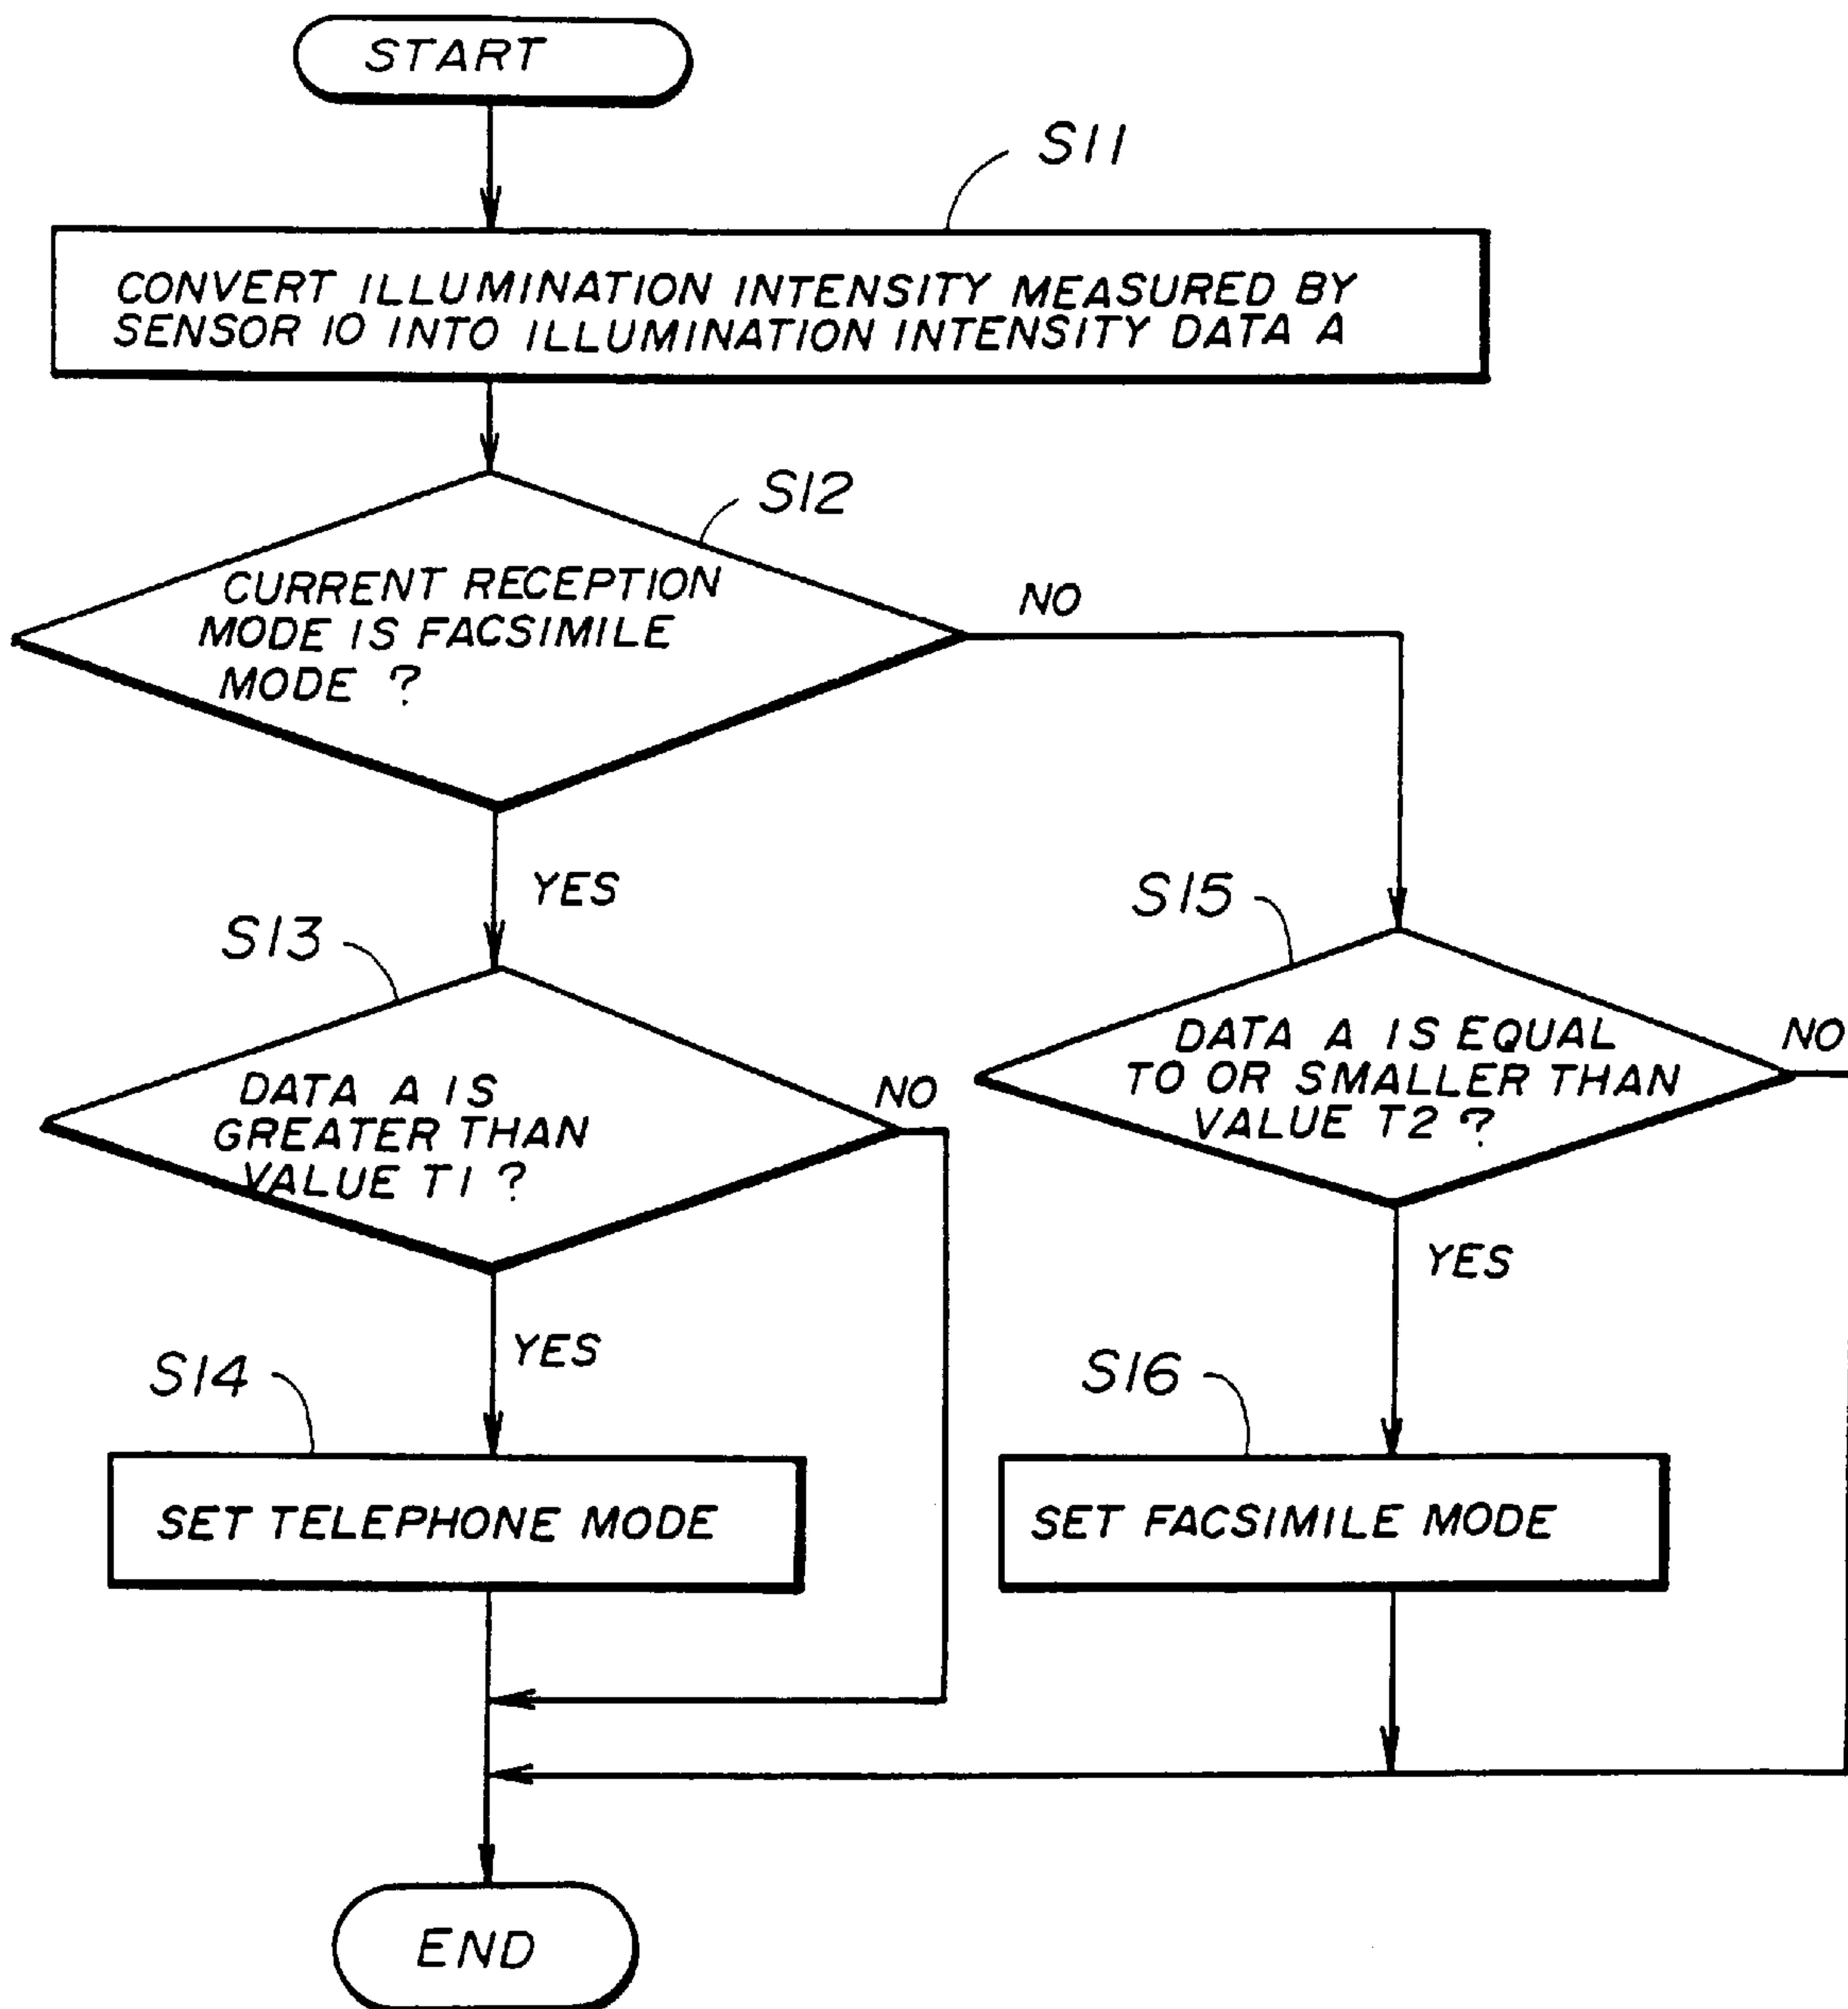 START
S11
CONVERT ILLUMINATION INTENSITY MEASURED BY
SENSOR 10 INTO ILLUMINATION INTENSITY DATA A
S12
CURRENT RECEPTION
MODE IS FACSIMILE
MODE ?
NO
YES
S13
DATA A IS
GREATER THAN
VALUE T1 ?
NO
YES
S14
SET TELEPHONE MODE
S15
DATA A IS EQUAL
TO OR SMALLER THAN
VALUE T2 ?
NO
YES
S16
SET FACSIMILE MODE
END